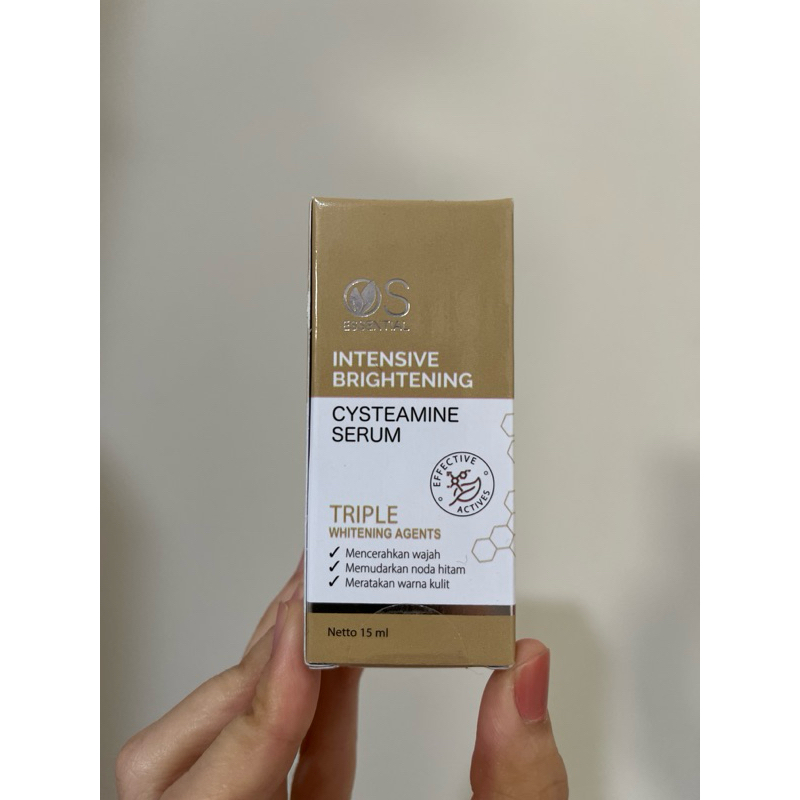 OS
ESSENTIAL
INTENSIVE
BRIGHTENING
CYSTEAMINE
SERUM
EFFECTIVE
ACTIVES
TRIPLE
WHITENING AGENTS
✓ Mencerahkan wajah
✓ Memudarkan noda hitam
✓ Meratakan warna kulit
Netto 15 ml